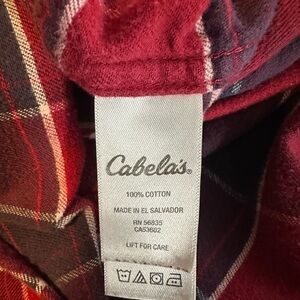 Cabela's
100% COTTON
MADE IN EL SALVADOR
RN 56835
CA53602
LIFT FOR CARE